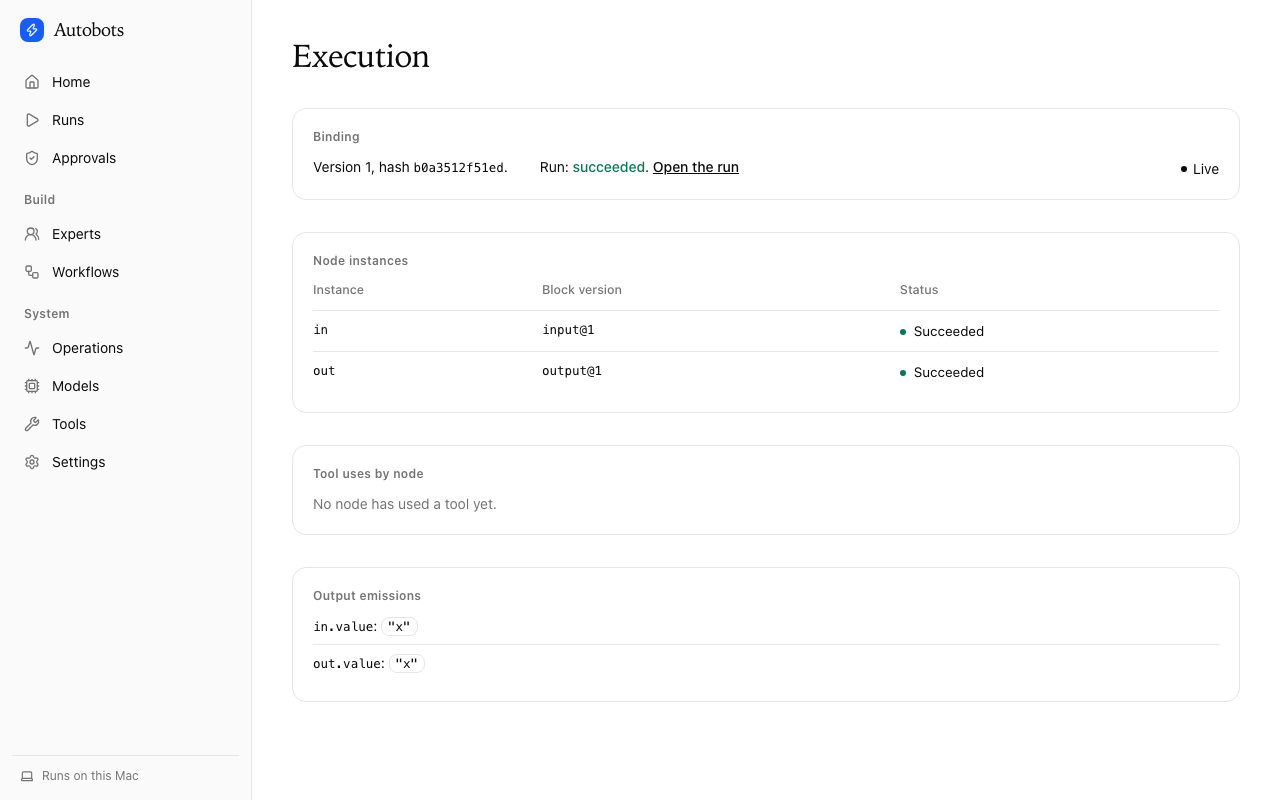 Autobots
Home
Runs
Approvals
Build
Experts
Workflows
System
Operations
Models
Tools
Settings
Runs on this Mac
Execution
Binding
Version 1, hash b0a3512f51ed. Run: succeeded. Open the run Live
Node instances
Instance Block version Status
in input@1 Succeeded
out output@1 Succeeded
Tool uses by node
No node has used a tool yet.
Output emissions
in.value: "x"
out.value: "x"